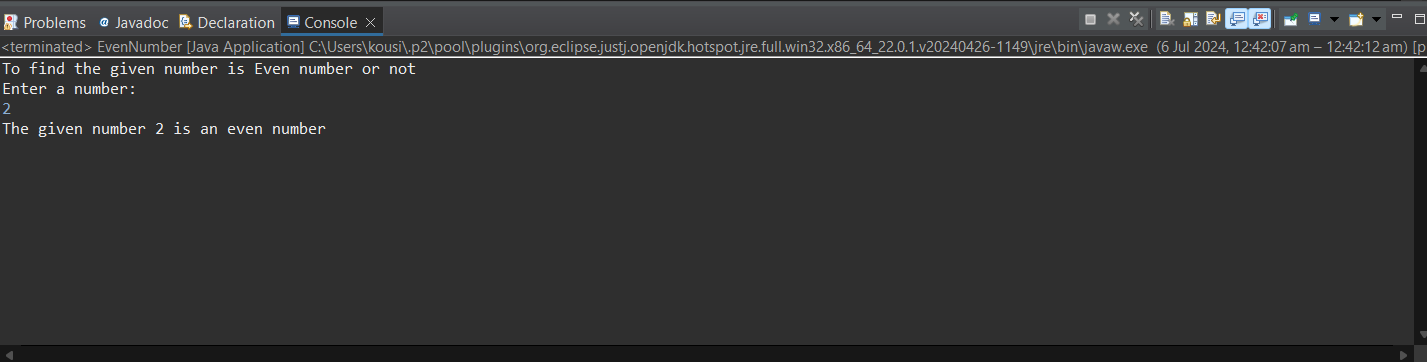 Problems @ Javadoc Declaration Console
<terminated> EvenNumber [Java Application] C:\Users\kousi\.p2\pool\plugins\org.eclipse.justj.openjdk.hotspot.jre.full.win32.x86_64_22.0.1.v20240426-1149\jre\bin\javaw.exe (6 Jul 2024, 12:42:07 am – 12:42:12 am) [p
To find the given number is Even number or not
Enter a number:
2
The given number 2 is an even number